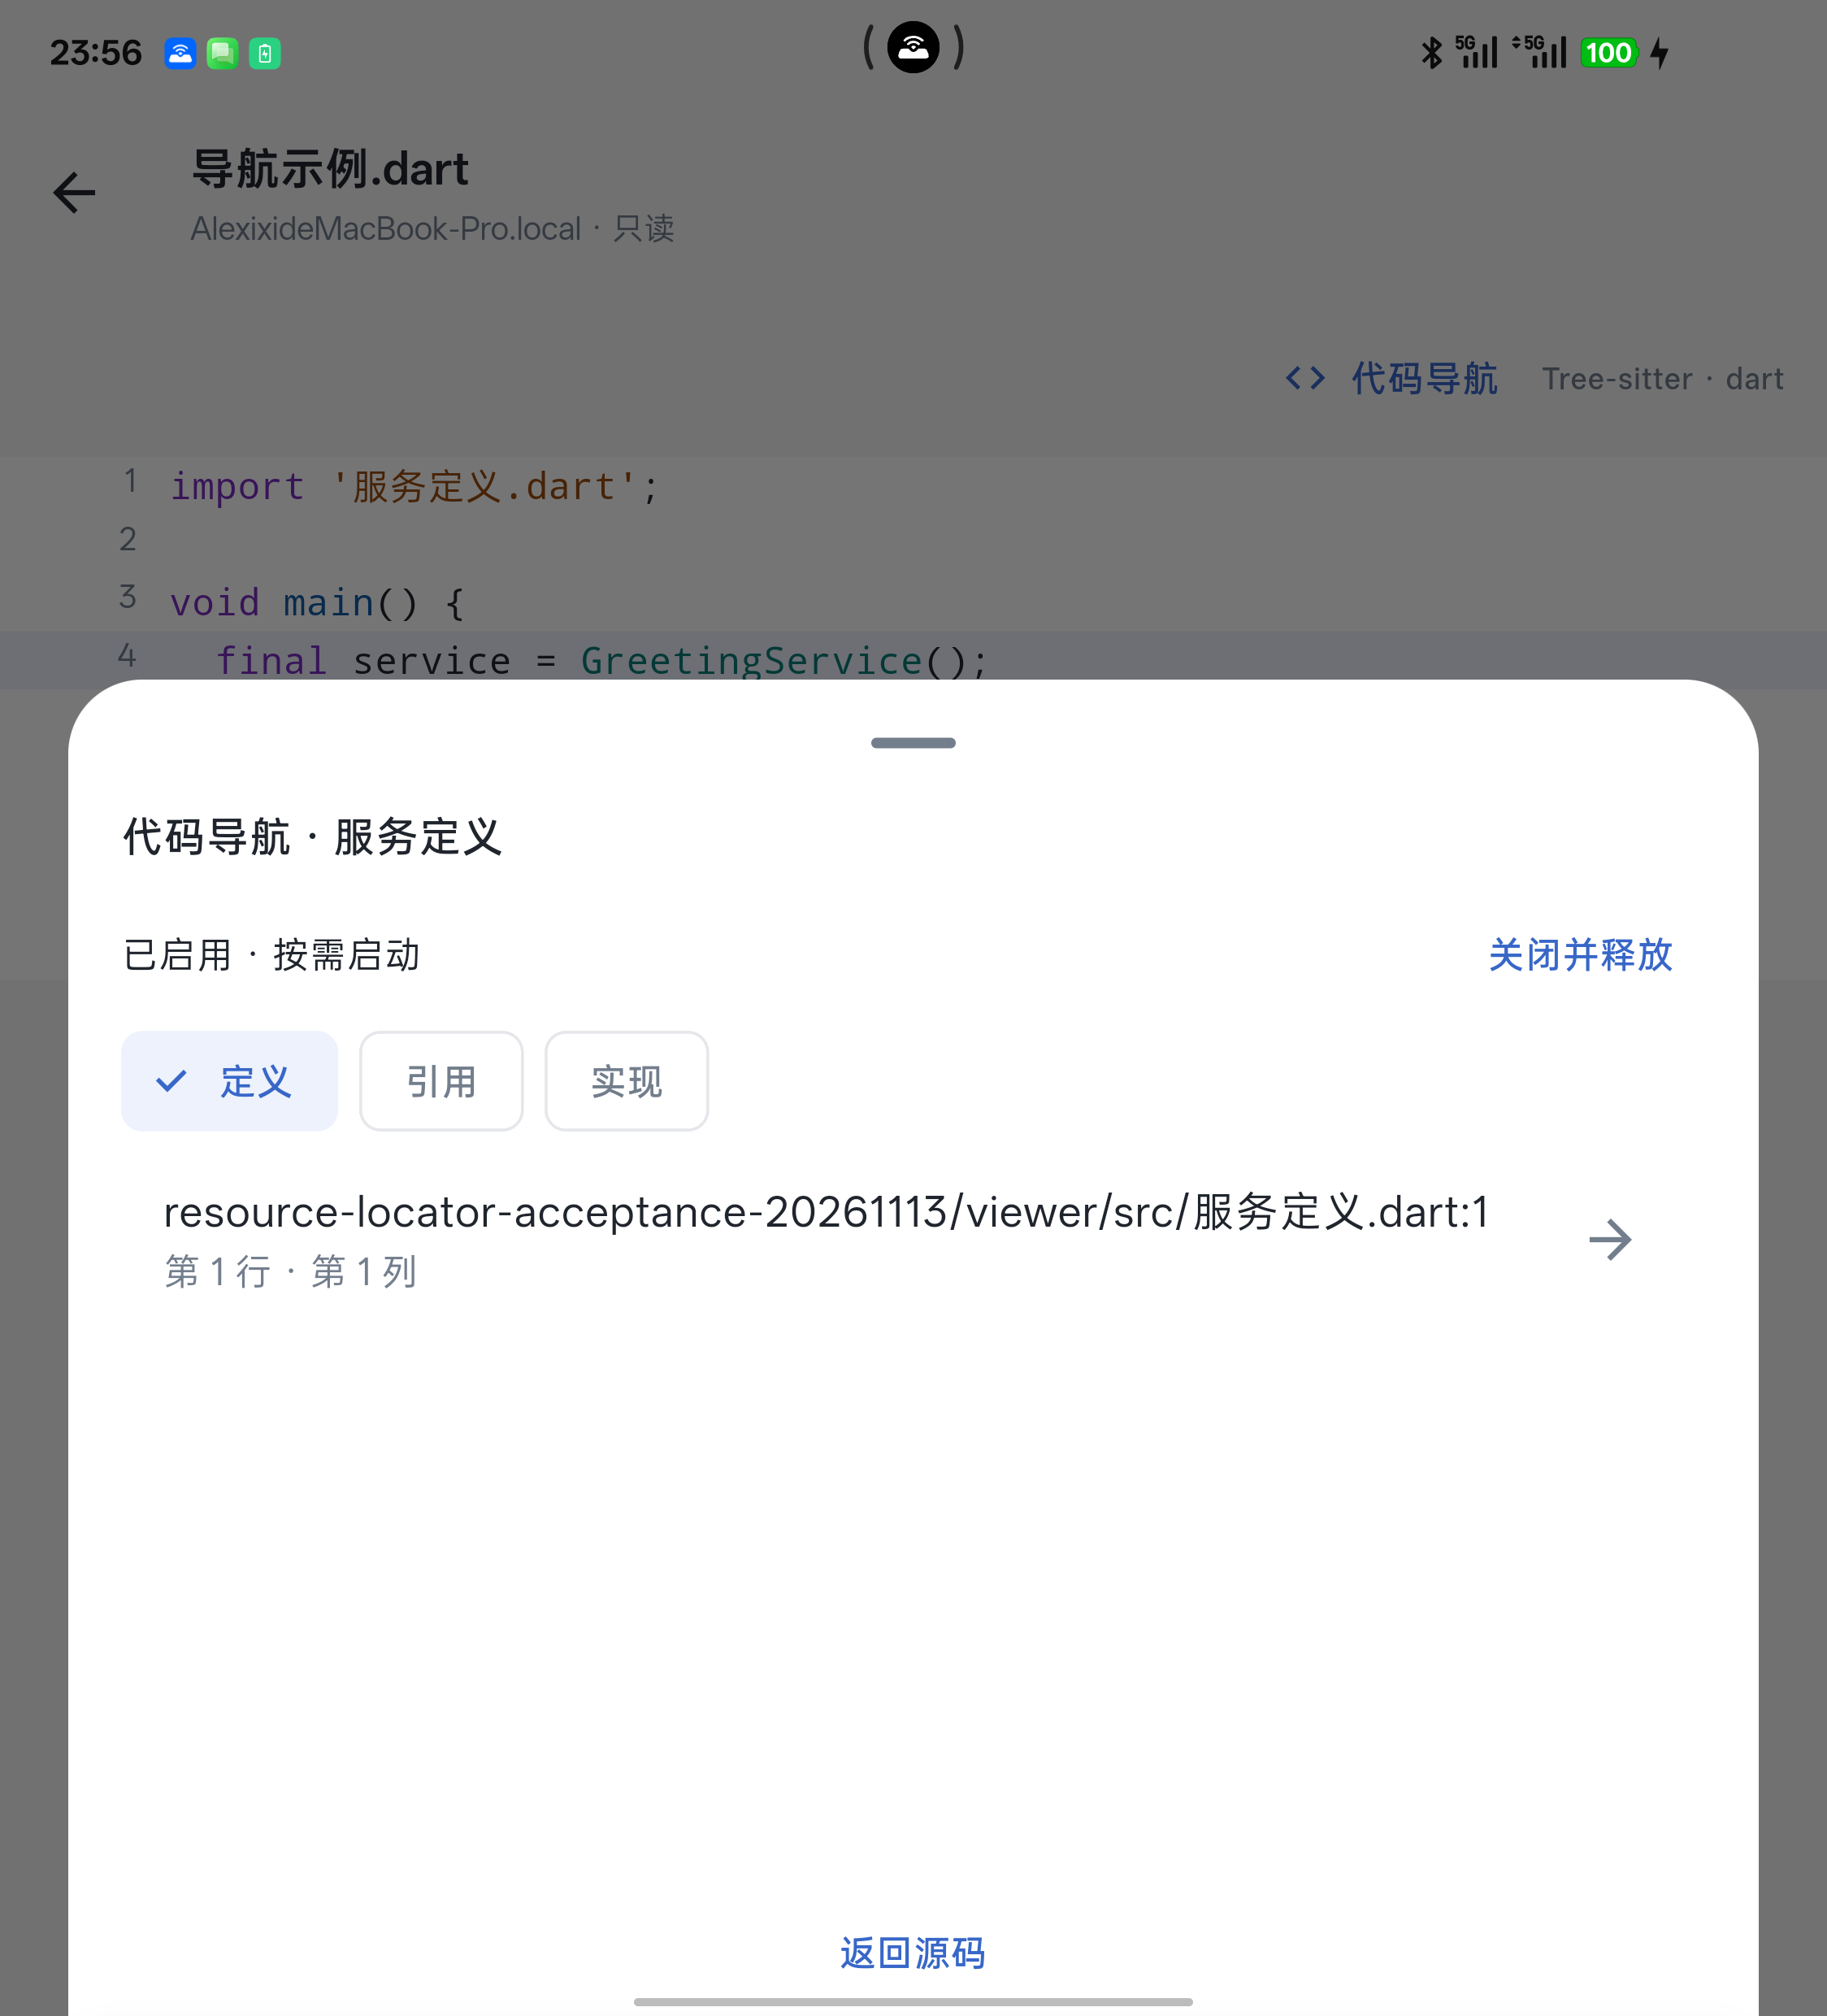 23:56
5G 5G 100
导航示例.dart
AlexixideMacBook-Pro.local · 只读
代码导航 Tree-sitter · dart
1 import '服务定义.dart';
2
3 void main() {
4 final service = GreetingService();
代码导航 · 服务定义
已启用 · 按需启动 关闭并释放
定义 引用 实现
resource-locator-acceptance-20261113/viewer/src/服务定义.dart:1
第 1 行 · 第 1 列
返回源码